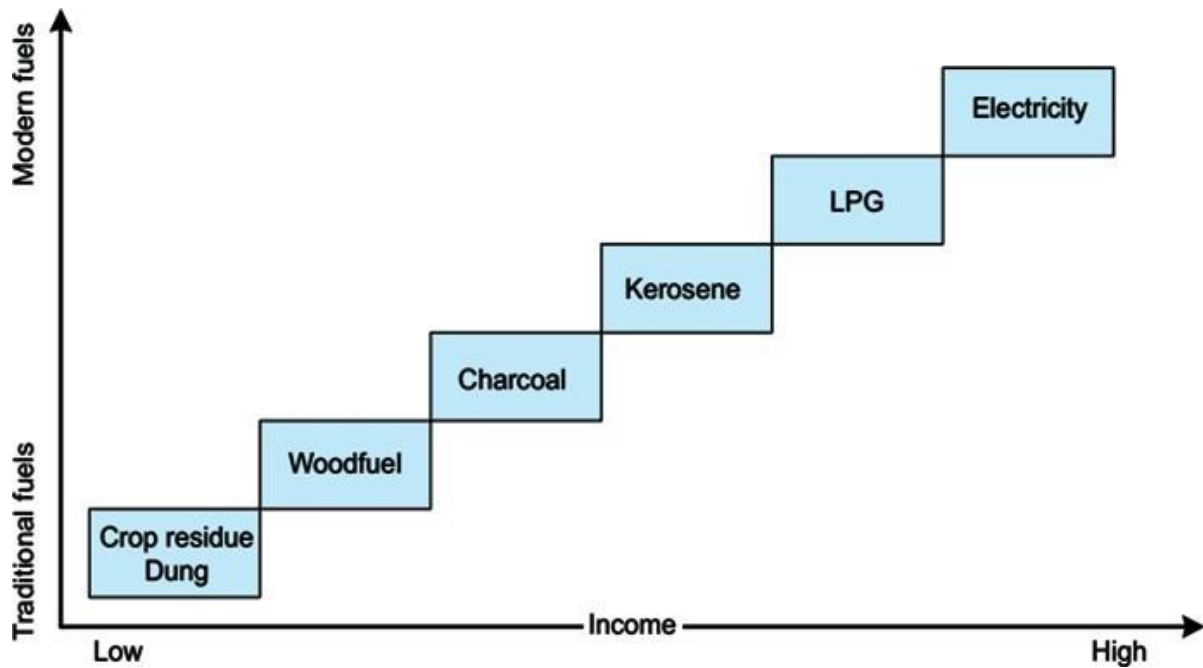 Modern fuels
Traditional fuels
Electricity
LPG
Kerosene
Charcoal
Woodfuel
Crop residue
Dung
Income
Low
High